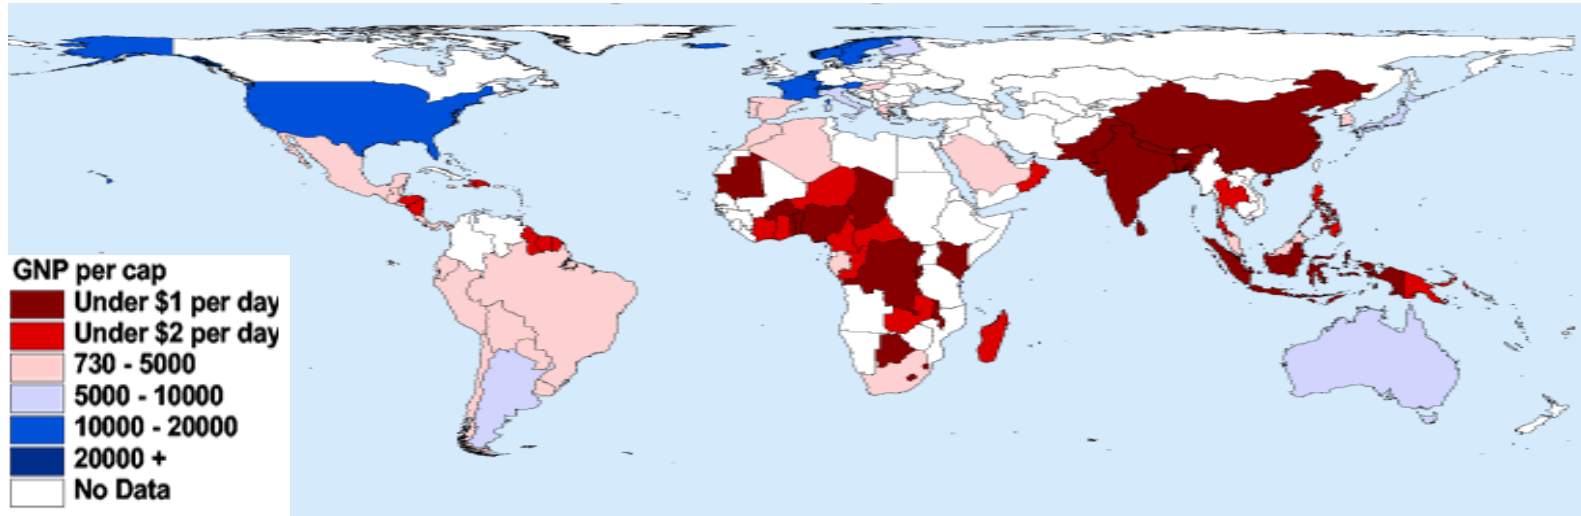 GNP per cap
Under $1 per day
Under $2 per day
730 - 5000
5000 - 10000
10000 - 20000
20000 +
No Data